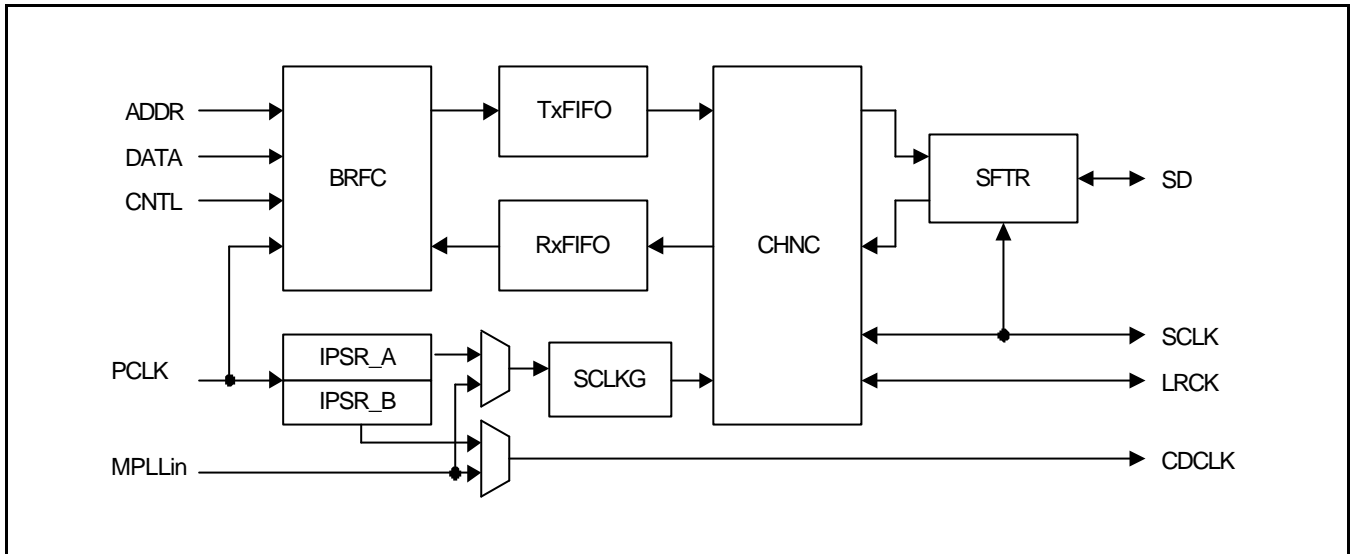 ADDR
DATA
CNTL
BRFC
TxFIFO
RxFIFO
CHNC
SFTR
SD
PCLK
IPSR_A
IPSR_B
SCLKG
SCLK
LRCK
MPLLin
CDCLK